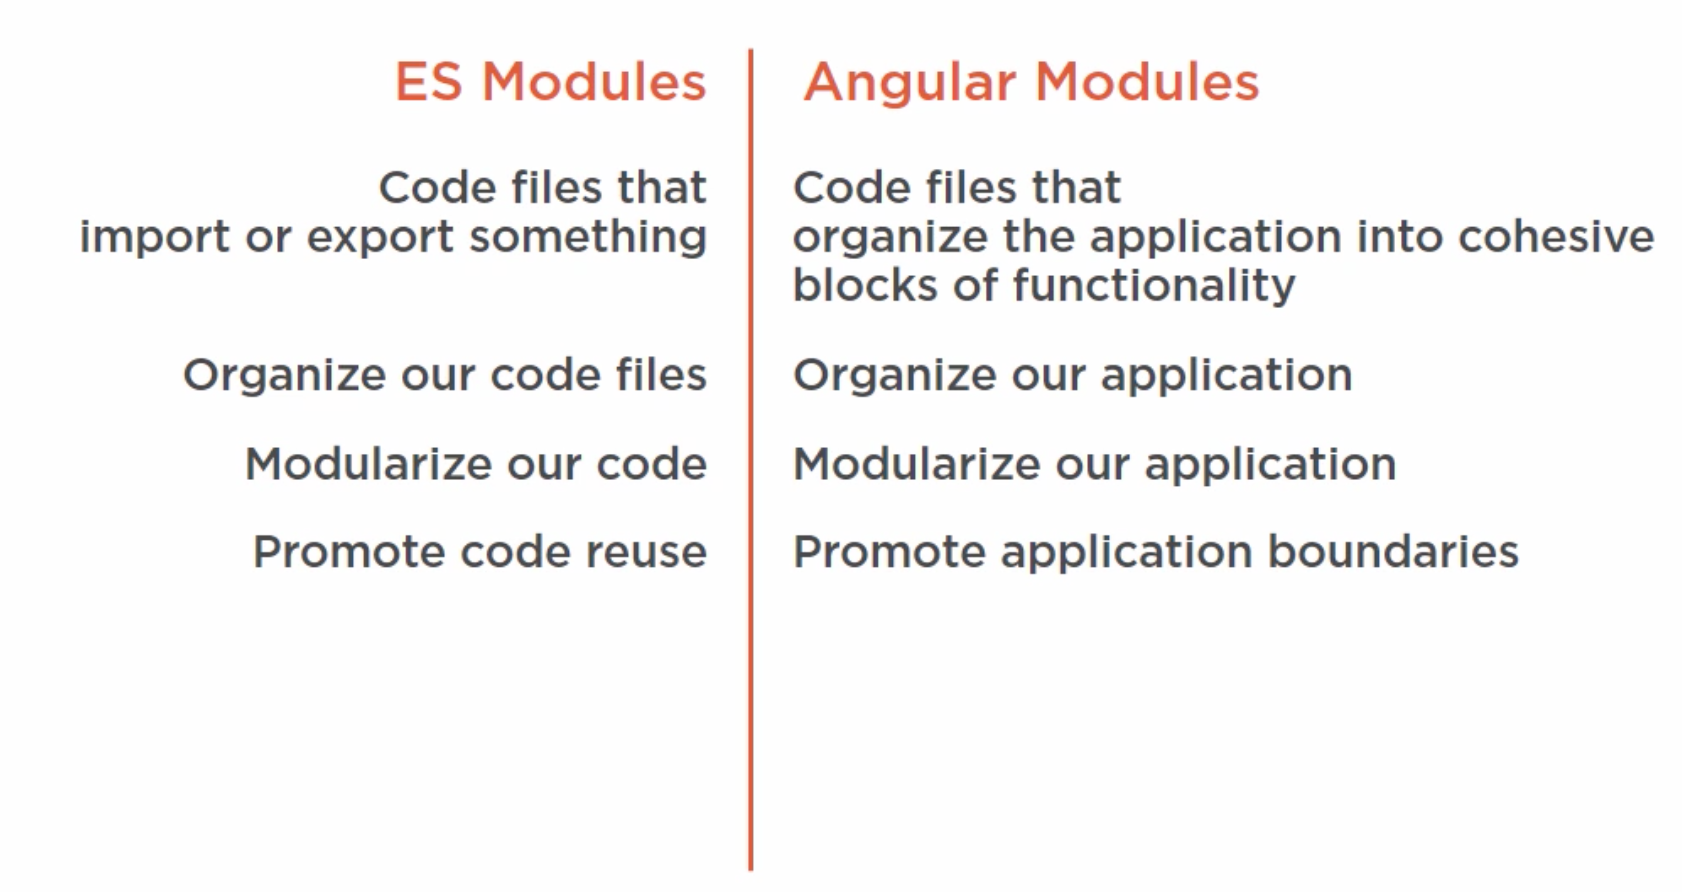 ES Modules
Code files that
import or export something
Organize our code files
Modularize our code
Promote code reuse
Angular Modules
Code files that
organize the application into cohesive
blocks of functionality
Organize our application
Modularize our application
Promote application boundaries